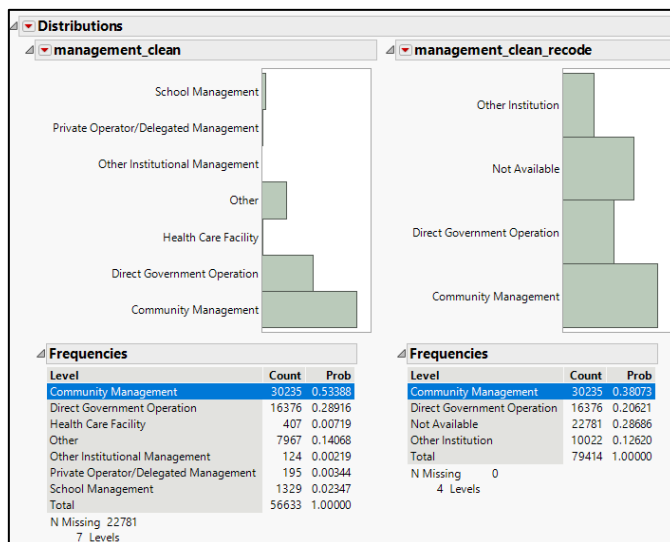 Distributions
management_clean
School Management
Private Operator/Delegated Management
Other Institutional Management
Other
Health Care Facility
Direct Government Operation
Community Management
Frequencies
Level Count Prob
Community Management 30235 0.53388
Direct Government Operation 16376 0.28916
Health Care Facility 407 0.00719
Other 7967 0.14068
Other Institutional Management 124 0.00219
Private Operator/Delegated Management 195 0.00344
School Management 1329 0.02347
Total 56633 1.00000
N Missing 22781
7 Levels
management_clean_recode
Other Institution
Not Available
Direct Government Operation
Community Management
Frequencies
Level Count Prob
Community Management 30235 0.38073
Direct Government Operation 16376 0.20621
Not Available 22781 0.28686
Other Institution 10022 0.12620
Total 79414 1.00000
N Missing 0
4 Levels